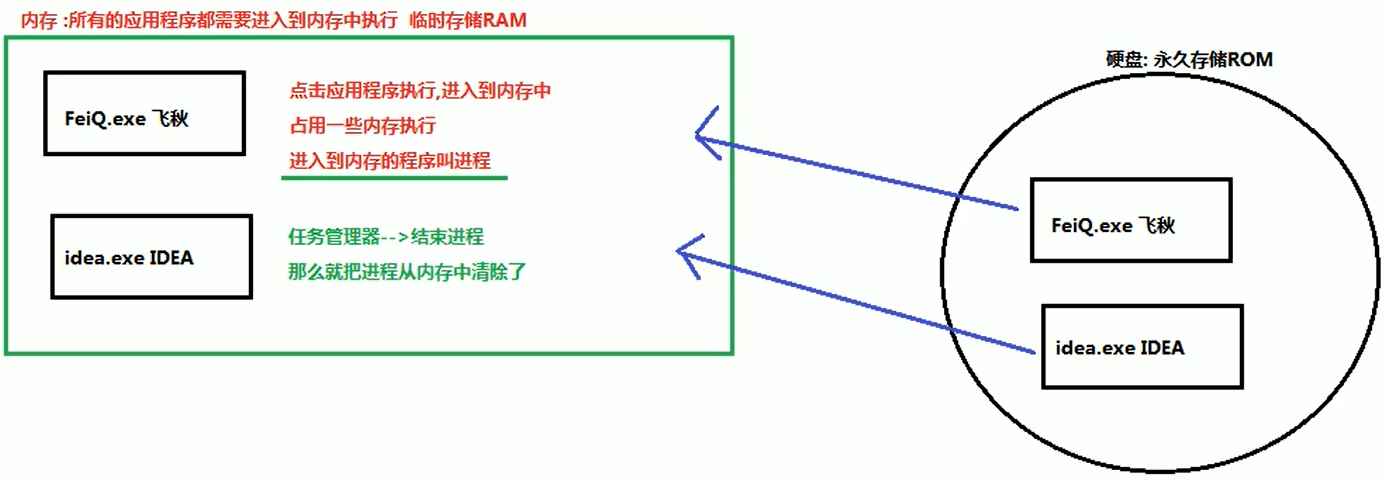 内存 :所有的应用程序都需要进入到内存中执行 临时存储RAM
硬盘: 永久存储ROM
FeiQ.exe 飞秋
点击应用程序执行,进入到内存中
占用一些内存执行
进入到内存的程序叫进程
idea.exe IDEA
任务管理器-->结束进程
那么就把进程从内存中清除了
FeiQ.exe 飞秋
idea.exe IDEA